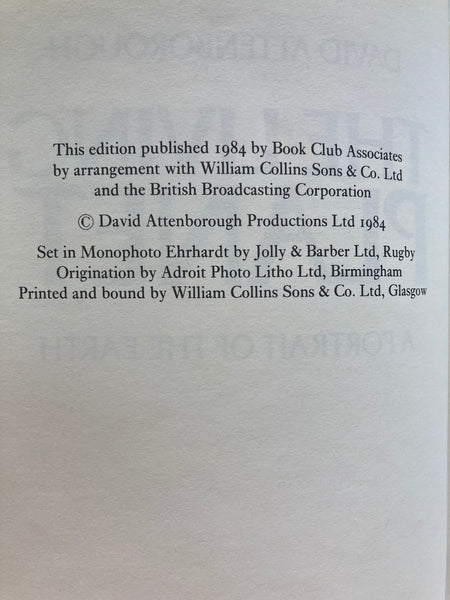 This edition published 1984 by Book Club Associates
by arrangement with William Collins Sons & Co. Ltd
and the British Broadcasting Corporation
© David Attenborough Productions Ltd 1984
Set in Monophoto Ehrhardt by Jolly & Barber Ltd, Rugby
Origination by Adroit Photo Litho Ltd, Birmingham
Printed and bound by William Collins Sons & Co. Ltd, Glasgow